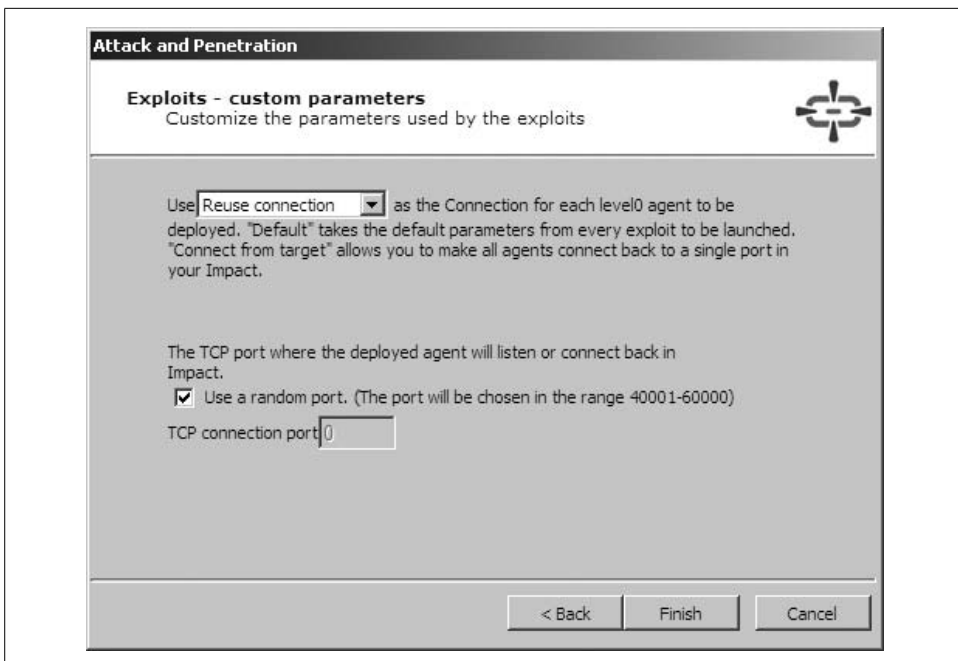 Attack and Penetration
Exploits - custom parameters
Customize the parameters used by the exploits
Use Reuse connection as the Connection for each level0 agent to be
deployed. "Default" takes the default parameters from every exploit to be launched.
"Connect from target" allows you to make all agents connect back to a single port in
your Impact.
The TCP port where the deployed agent will listen or connect back in
Impact.
Use a random port. (The port will be chosen in the range 40001-60000)
TCP connection port 0
< Back Finish Cancel